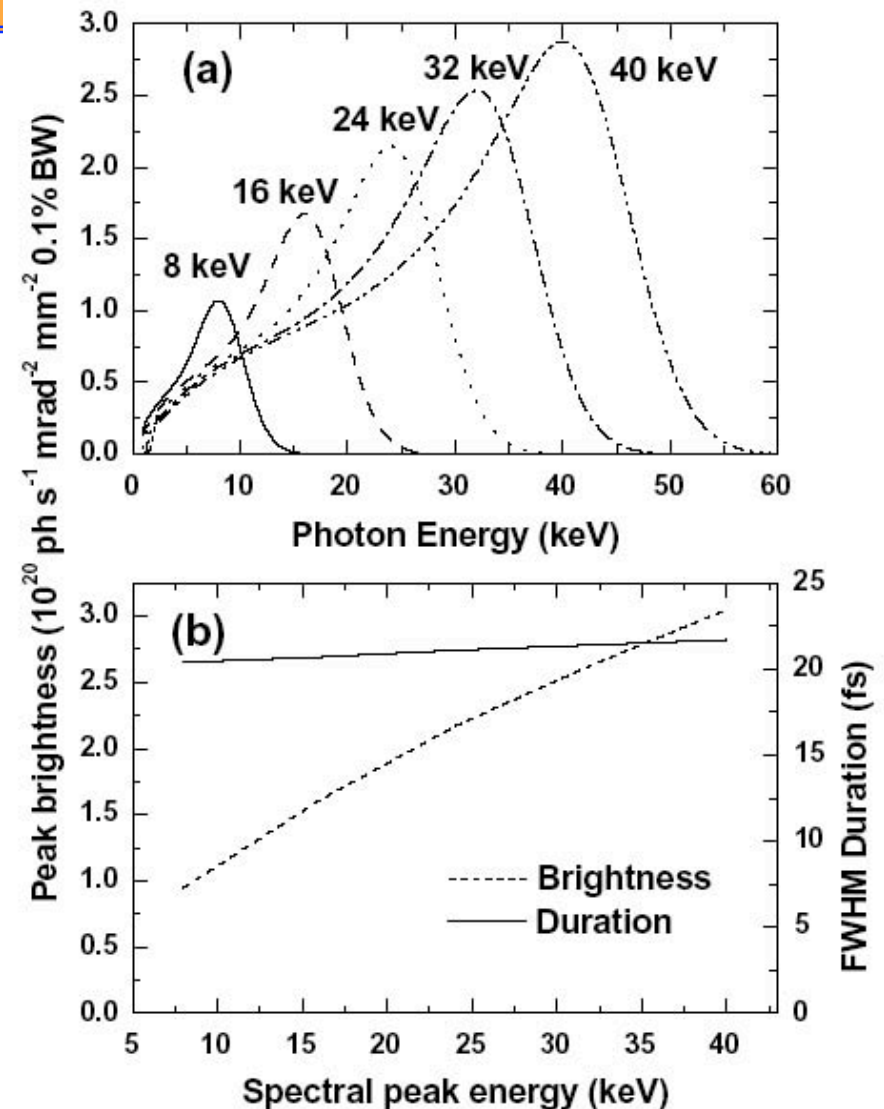 (a)
8 keV
16 keV
24 keV
32 keV
40 keV
3.0
2.5
2.0
1.5
1.0
0.5
0.0
0 10 20 30 40 50 60
Photon Energy (keV)
Peak brightness (10²⁰ ph s⁻¹ mrad⁻² mm⁻² 0.1% BW)
(b)
3.0
2.5
2.0
1.5
1.0
0.5
0.0
25
20
15
10
5
0
FWHM Duration (fs)
Brightness
Duration
5 10 15 20 25 30 35 40
Spectral peak energy (keV)